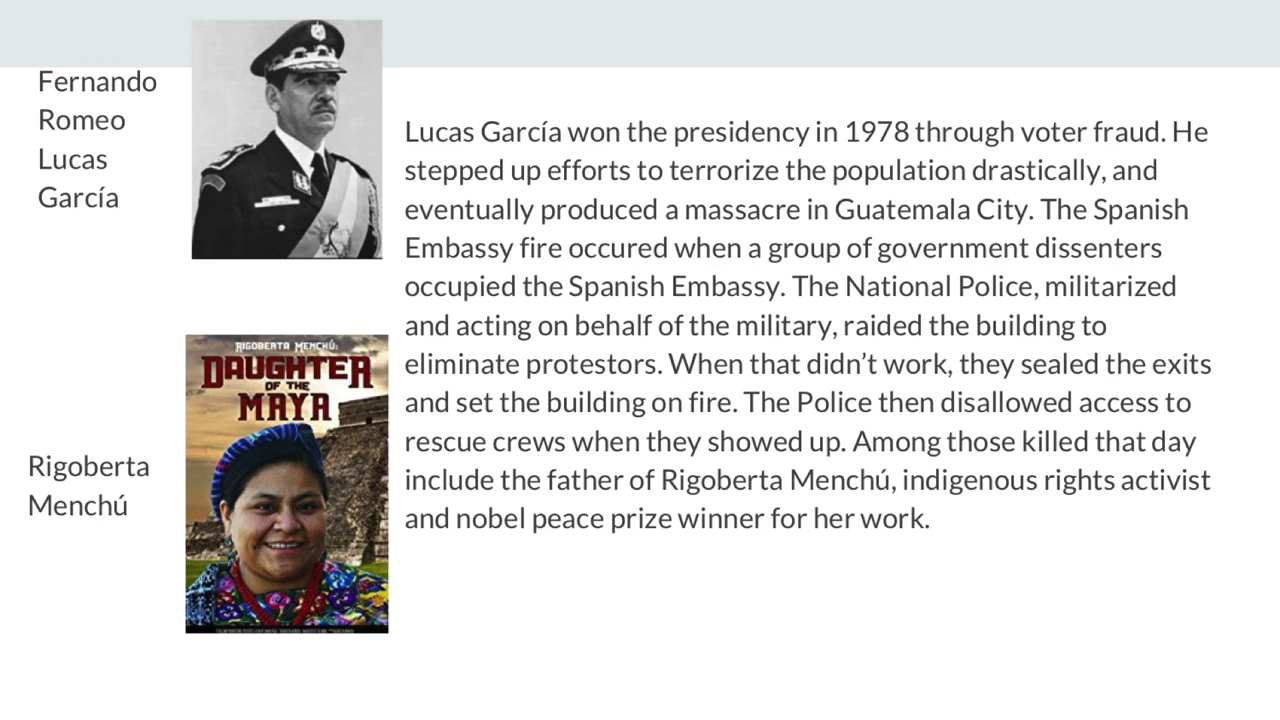 Fernando
Romeo
Lucas
García
Lucas García won the presidency in 1978 through voter fraud. He
stepped up efforts to terrorize the population drastically, and
eventually produced a massacre in Guatemala City. The Spanish
Embassy fire occured when a group of government dissenters
occupied the Spanish Embassy. The National Police, militarized
and acting on behalf of the military, raided the building to
eliminate protestors. When that didn't work, they sealed the exits
and set the building on fire. The Police then disallowed access to
rescue crews when they showed up. Among those killed that day
include the father of Rigoberta Menchú, indigenous rights activist
and nobel peace prize winner for her work.
RIGOBERTA MENCHÚ:
DAUGHTER
OF THE
MAYA
Rigoberta
Menchú